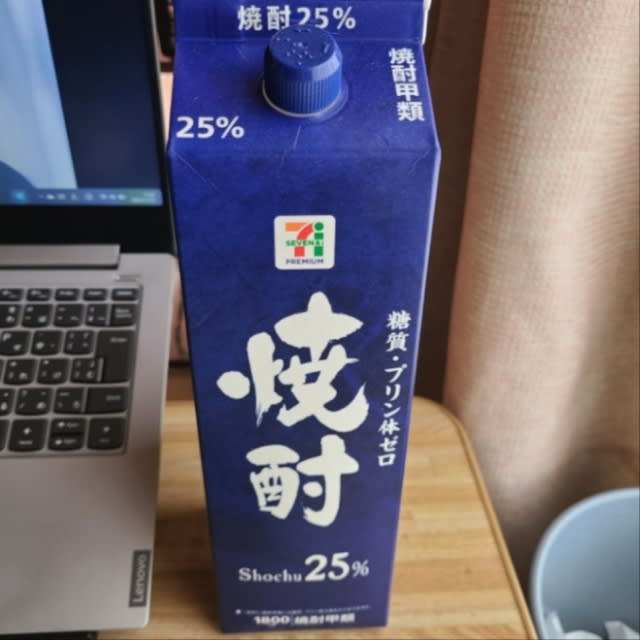 焼酎25%
焼酎甲類
25%
SEVEN&i
PREMIUM
糖質・プリン体ゼロ
焼酎
Shochu 25%
1800 焼酎甲類
Lenovo